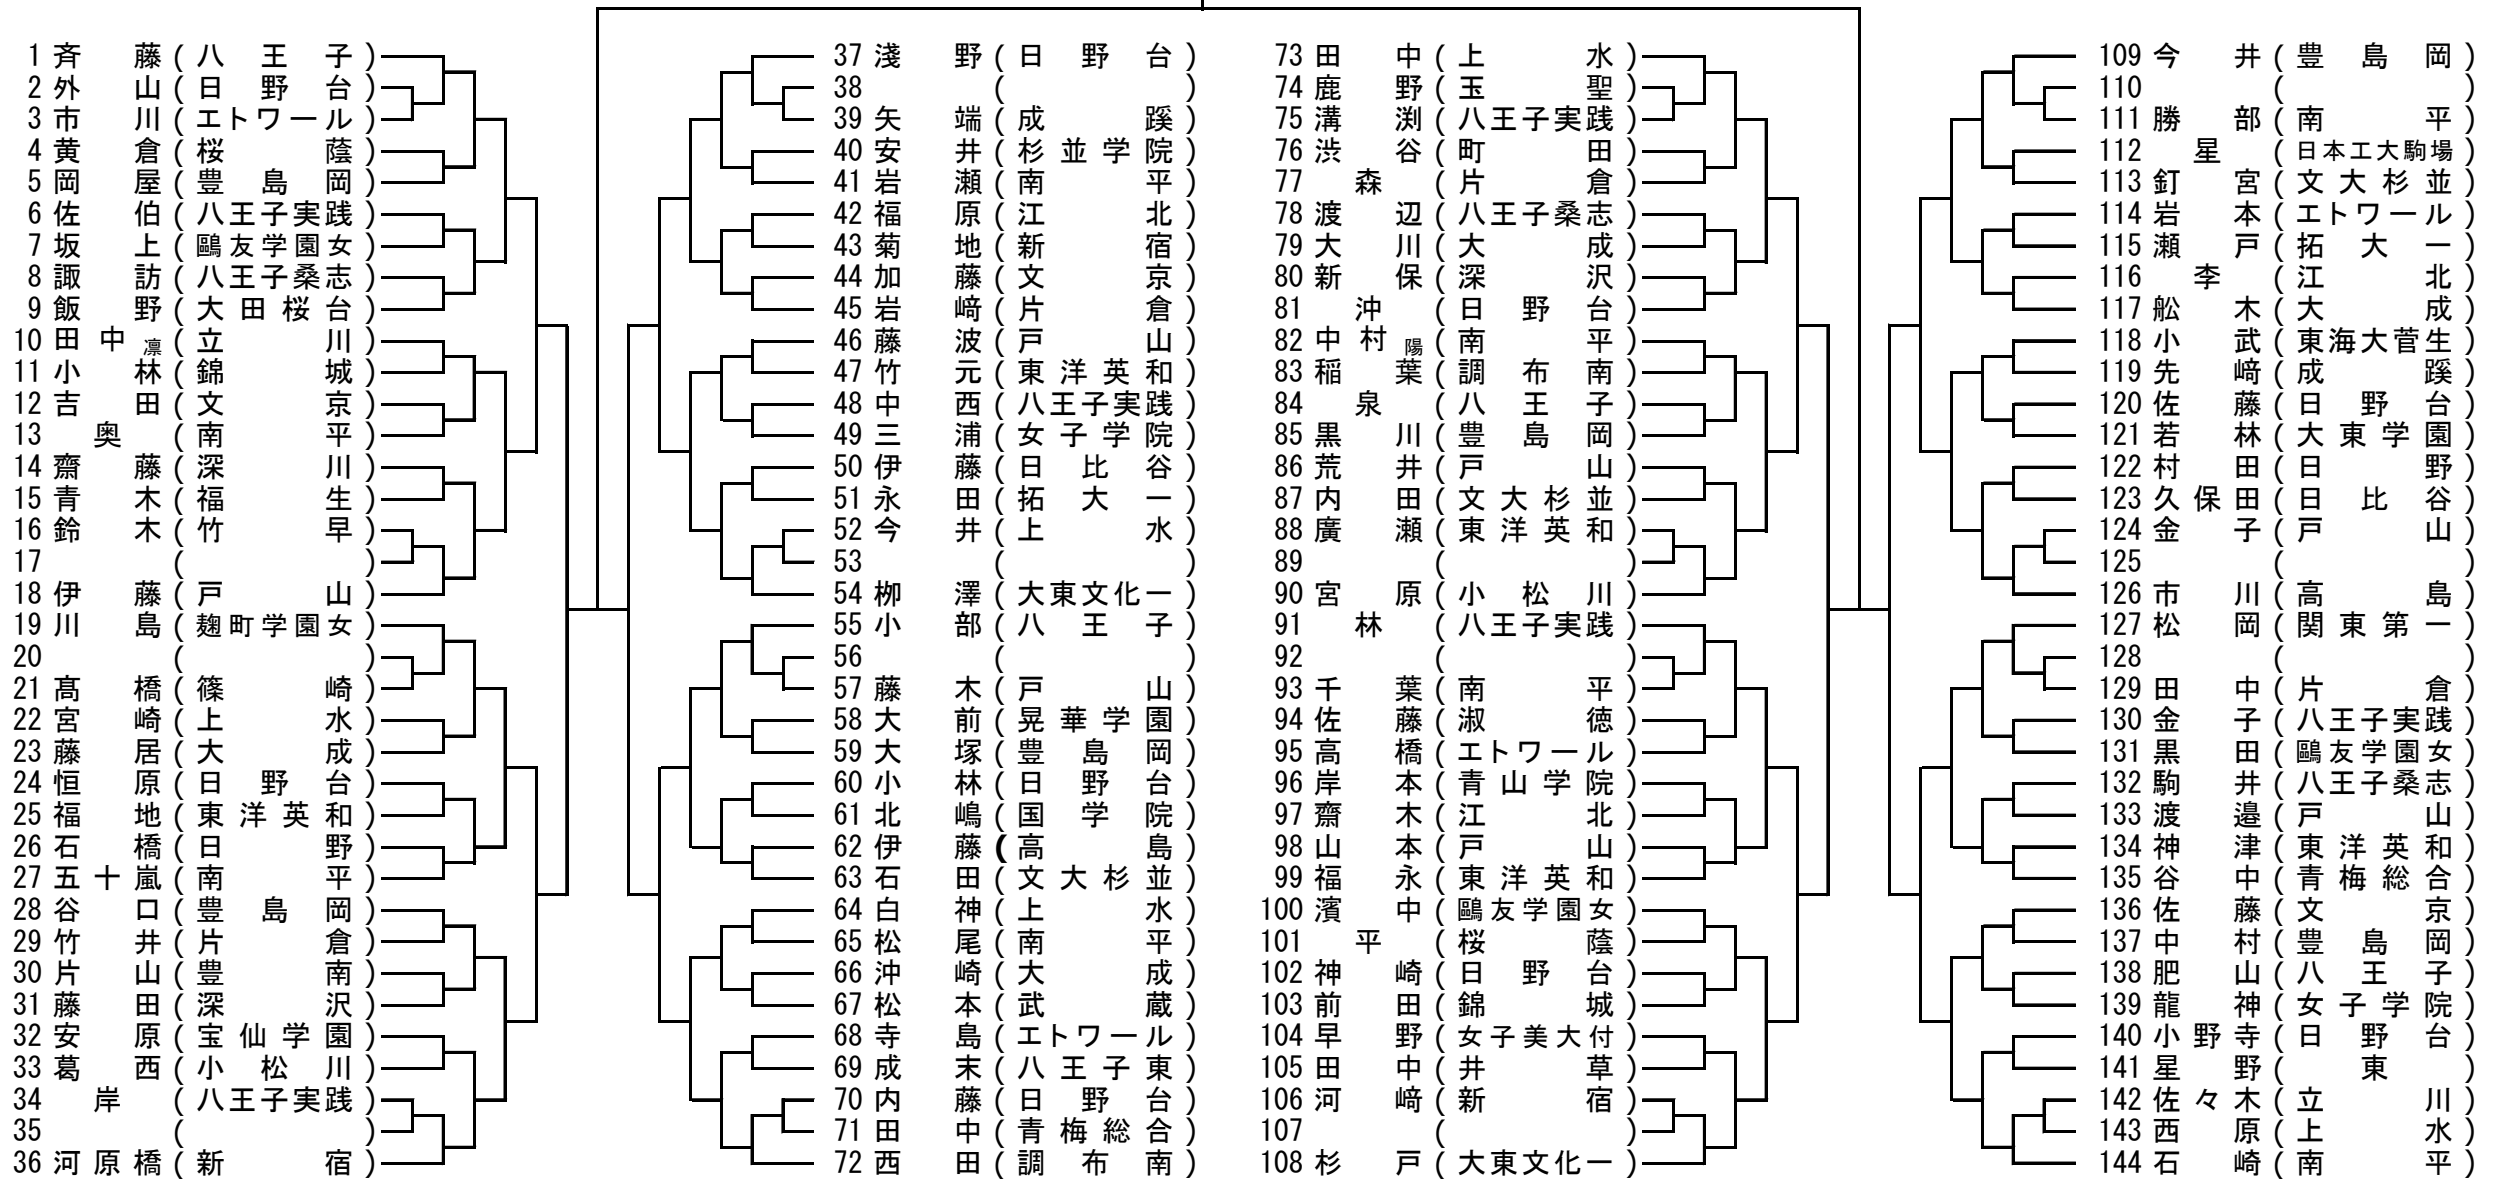 1 斉藤(八王子)
2 外山(日野台)
3 市川(エトワール)
4 黄倉(桜蔭)
5 岡屋(豊島岡)
6 佐伯(八王子実践)
7 坂上(鷗友学園女)
8 諏訪(八王子桑志)
9 飯野(大田桜台)
10 田中凛(立川)
11 小林(錦城)
12 吉田(文京)
13 奥(南平)
14 齋藤(深川)
15 青木(福生)
16 鈴木(竹早)
17 ( )
18 伊藤(戸山)
19 川島(麹町学園女)
20 ( )
21 髙橋(篠崎)
22 宮崎(上水)
23 藤居(大成)
24 恒原(日野台)
25 福地(東洋英和)
26 石橋(日野)
27 五十嵐(南平)
28 谷口(豊島岡)
29 竹井(片倉)
30 片山(豊南)
31 藤田(深沢)
32 安原(宝仙学園)
33 葛西(小松川)
34 岸(八王子実践)
35 ( )
36 河原橋(新宿)
37 淺野(日野台)
38 ( )
39 矢端(成蹊)
40 安井(杉並学院)
41 岩瀬(南平)
42 福原(江北)
43 菊地(新宿)
44 加藤(文京)
45 岩﨑(片倉)
46 藤波(戸山)
47 竹元(東洋英和)
48 中西(八王子実践)
49 三浦(女子学院)
50 伊藤(日比谷)
51 永田(拓大一)
52 今井(上水)
53 ( )
54 栁澤(大東文化一)
55 小部(八王子)
56 ( )
57 藤木(戸山)
58 大前(晃華学園)
59 大塚(豊島岡)
60 小林(日野台)
61 北嶋(国学院)
62 伊藤(高島)
63 石田(文大杉並)
64 白神(上水)
65 松尾(南平)
66 沖崎(大成)
67 松本(武蔵)
68 寺島(エトワール)
69 成末(八王子東)
70 内藤(日野台)
71 田中(青梅総合)
72 西田(調布南)
73 田中(上水)
74 鹿野(玉聖)
75 溝渕(八王子実践)
76 渋谷(町田)
77 森(片倉)
78 渡辺(八王子桑志)
79 大川(大成)
80 新保(深沢)
81 沖(日野台)
82 中村陽(南平)
83 稲葉(調布南)
84 泉(八王子)
85 黒川(豊島岡)
86 荒井(戸山)
87 内田(文大杉並)
88 廣瀬(東洋英和)
89 ( )
90 宮原(小松川)
91 林(八王子実践)
92 ( )
93 千葉(南平)
94 佐藤(淑徳)
95 高橋(エトワール)
96 岸本(青山学院)
97 齋木(江北)
98 山本(戸山)
99 福永(東洋英和)
100 濱中(鷗友学園女)
101 平(桜蔭)
102 神崎(日野台)
103 前田(錦城)
104 早野(女子美大付)
105 田中(井草)
106 河﨑(新宿)
107 ( )
108 杉戸(大東文化一)
109 今井(豊島岡)
110 ( )
111 勝部(南平)
112 星(日本工大駒場)
113 釘宮(文大杉並)
114 岩本(エトワール)
115 瀬戸(拓大一)
116 李(江北)
117 舩木(大成)
118 小武(東海大菅生)
119 先﨑(成蹊)
120 佐藤(日野台)
121 若林(大東学園)
122 村田(日野)
123 久保田(日比谷)
124 金子(戸山)
125 ( )
126 市川(高島)
127 松岡(関東第一)
128 ( )
129 田中(片倉)
130 金子(八王子実践)
131 黒田(鷗友学園女)
132 駒井(八王子桑志)
133 渡邉(戸山)
134 神津(東洋英和)
135 谷中(青梅総合)
136 佐藤(文京)
137 中村(豊島岡)
138 肥山(八王子)
139 龍神(女子学院)
140 小野寺(日野台)
141 星野(東)
142 佐々木(立川)
143 西原(上水)
144 石崎(南平)